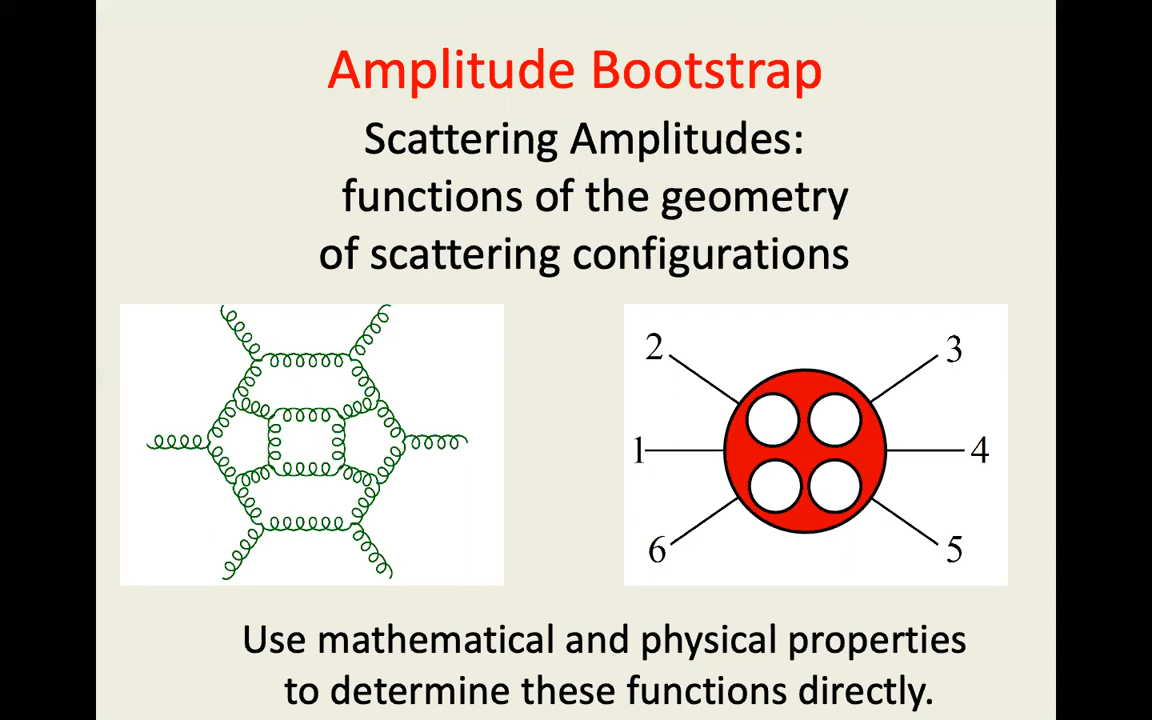 Amplitude Bootstrap
Scattering Amplitudes:
functions of the geometry
of scattering configurations
2
3
1
4
6
5
Use mathematical and physical properties
to determine these functions directly.